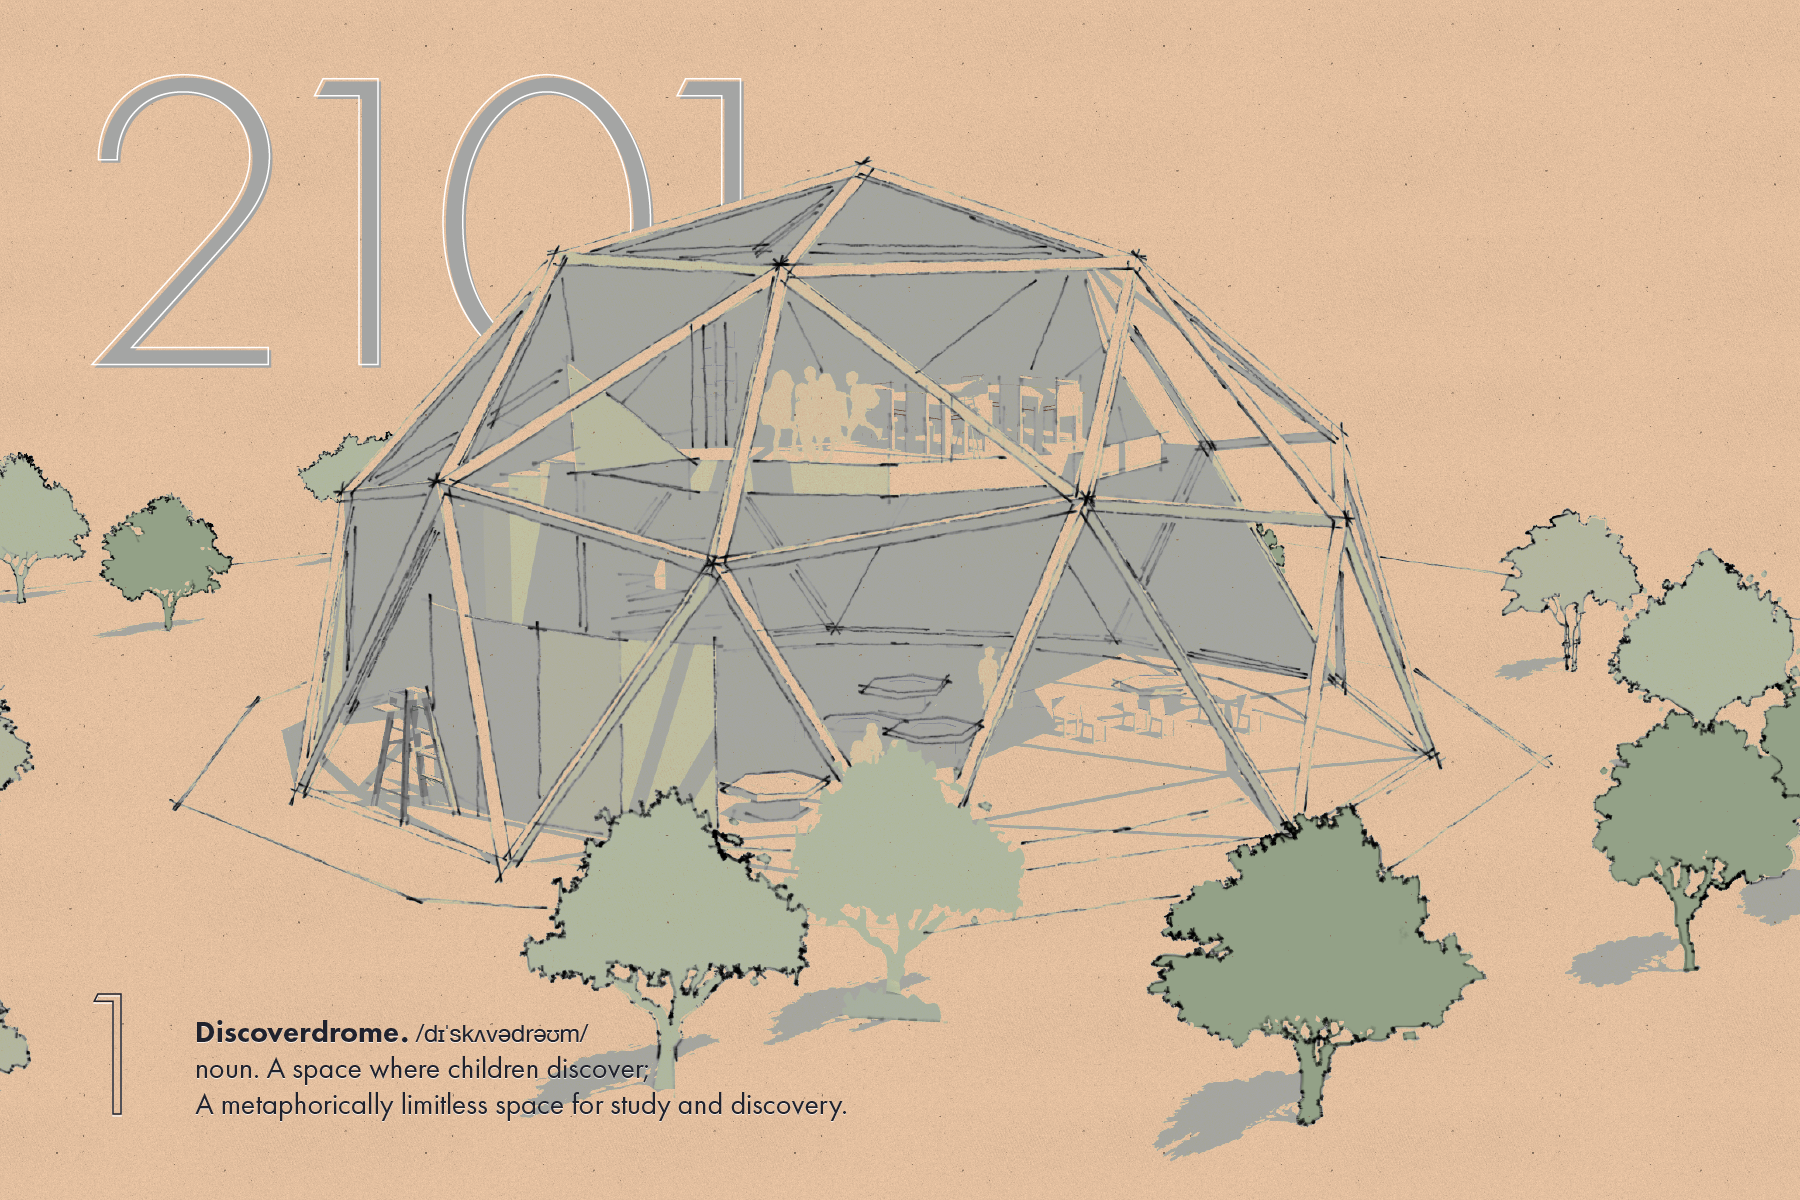 2101
1
Discoverdrome. /dɪˈskʌvədrəʊm/
noun. A space where children discover;
A metaphorically limitless space for study and discovery.